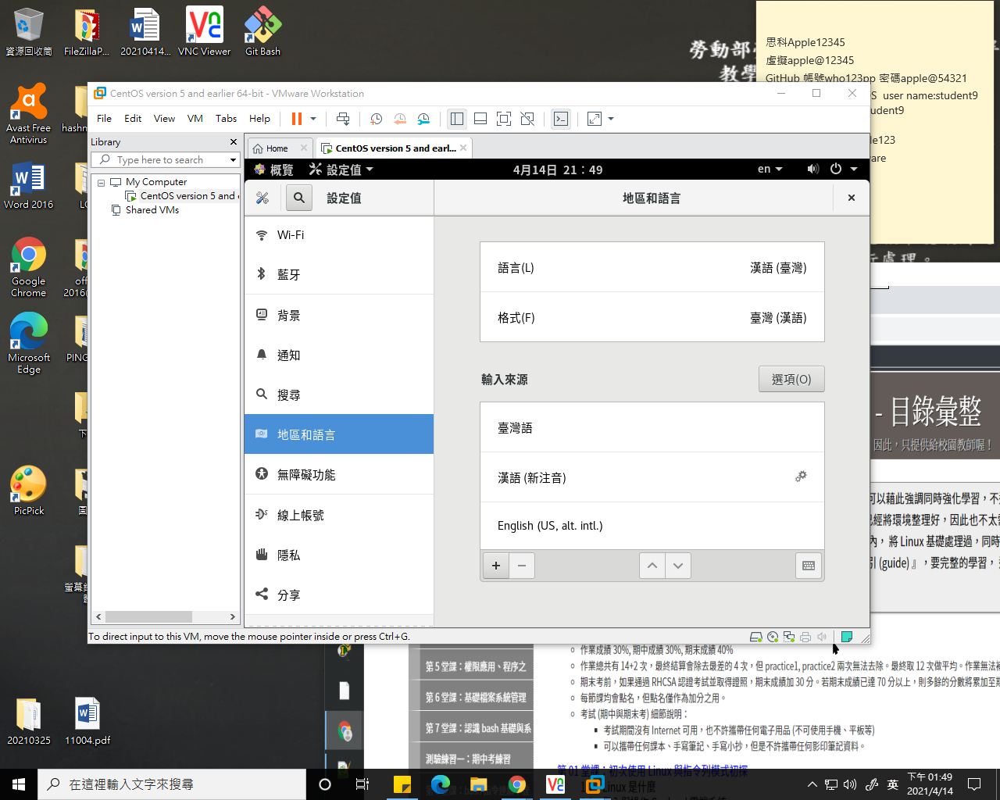 資源回收筒
FileZillaP...
20210414...
VNC Viewer
Git Bash
Avast Free
Antivirus
hashn
Word 2016
Google
Chrome
2016(
Microsoft
Edge
PING
PicPick
20210325
11004.pdf
思科Apple12345
虛擬apple@12345
GitHub 帳號who123pp 密碼apple@54321
user name:student9
CentOS version 5 and earlier 64-bit - VMware Workstation
File
Edit
View
VM
Tabs
Help
Library
Type here to search
My Computer
CentOS version 5 and e
Shared VMs
Home
CentOS version 5 and earl...
概覽
設定值
4月14日 21：49
en
設定值
地區和語言
Wi-Fi
藍牙
背景
通知
搜尋
地區和語言
無障礙功能
線上帳號
隱私
分享
語言(L)
漢語 (臺灣)
格式(F)
臺灣 (漢語)
輸入來源
選項(O)
臺灣語
漢語 (新注音)
English (US, alt. intl.)
To direct input to this VM, move the mouse pointer inside or press Ctrl+G.
行處理。
- 目錄彙整
因此，只提供給校園教師喔！
可以藉此強調同時強化學習，不
已經將環境整理好，因此也不太
內， 將 Linux 基礎處理過，同時
引 (guid) 』，要完整的學習，
第 5 堂課：權限應用、程序之
第 6 堂課：基礎檔案系統管理
第 7 堂課：認識 bash 基礎與系
測驗練習一：期中考練習
作業成績 30%, 期中成績 30%, 期末成績 40%
作業總共有 14+2 次，最終結算會除去最差的 4 次，但 practice1, practice2 兩次無法去除。最終取 12 次做平均。作業無法補
期末考前，如果通過 RHCSA 認證考試並取得證照，期末成績加 30 分。若期末成績已達 70 分以上，則多餘的分數將累加至期
每節課均會點名，但點名僅作為加分之用。
考試 (期中與期末考) 細節說明：
考試期間沒有 Internet 可用，也不許攜帶任何電子用品 (不可使用手機、平板等)
可以攜帶任何課本、手寫筆記、手寫小抄，但是不許攜帶任何影印筆記資料。
第 01 堂課：初次使用 Linux 與指令列模式初探
Linux 是什麼
在這裡輸入文字來搜尋
英
下午 01:49
2021/4/14